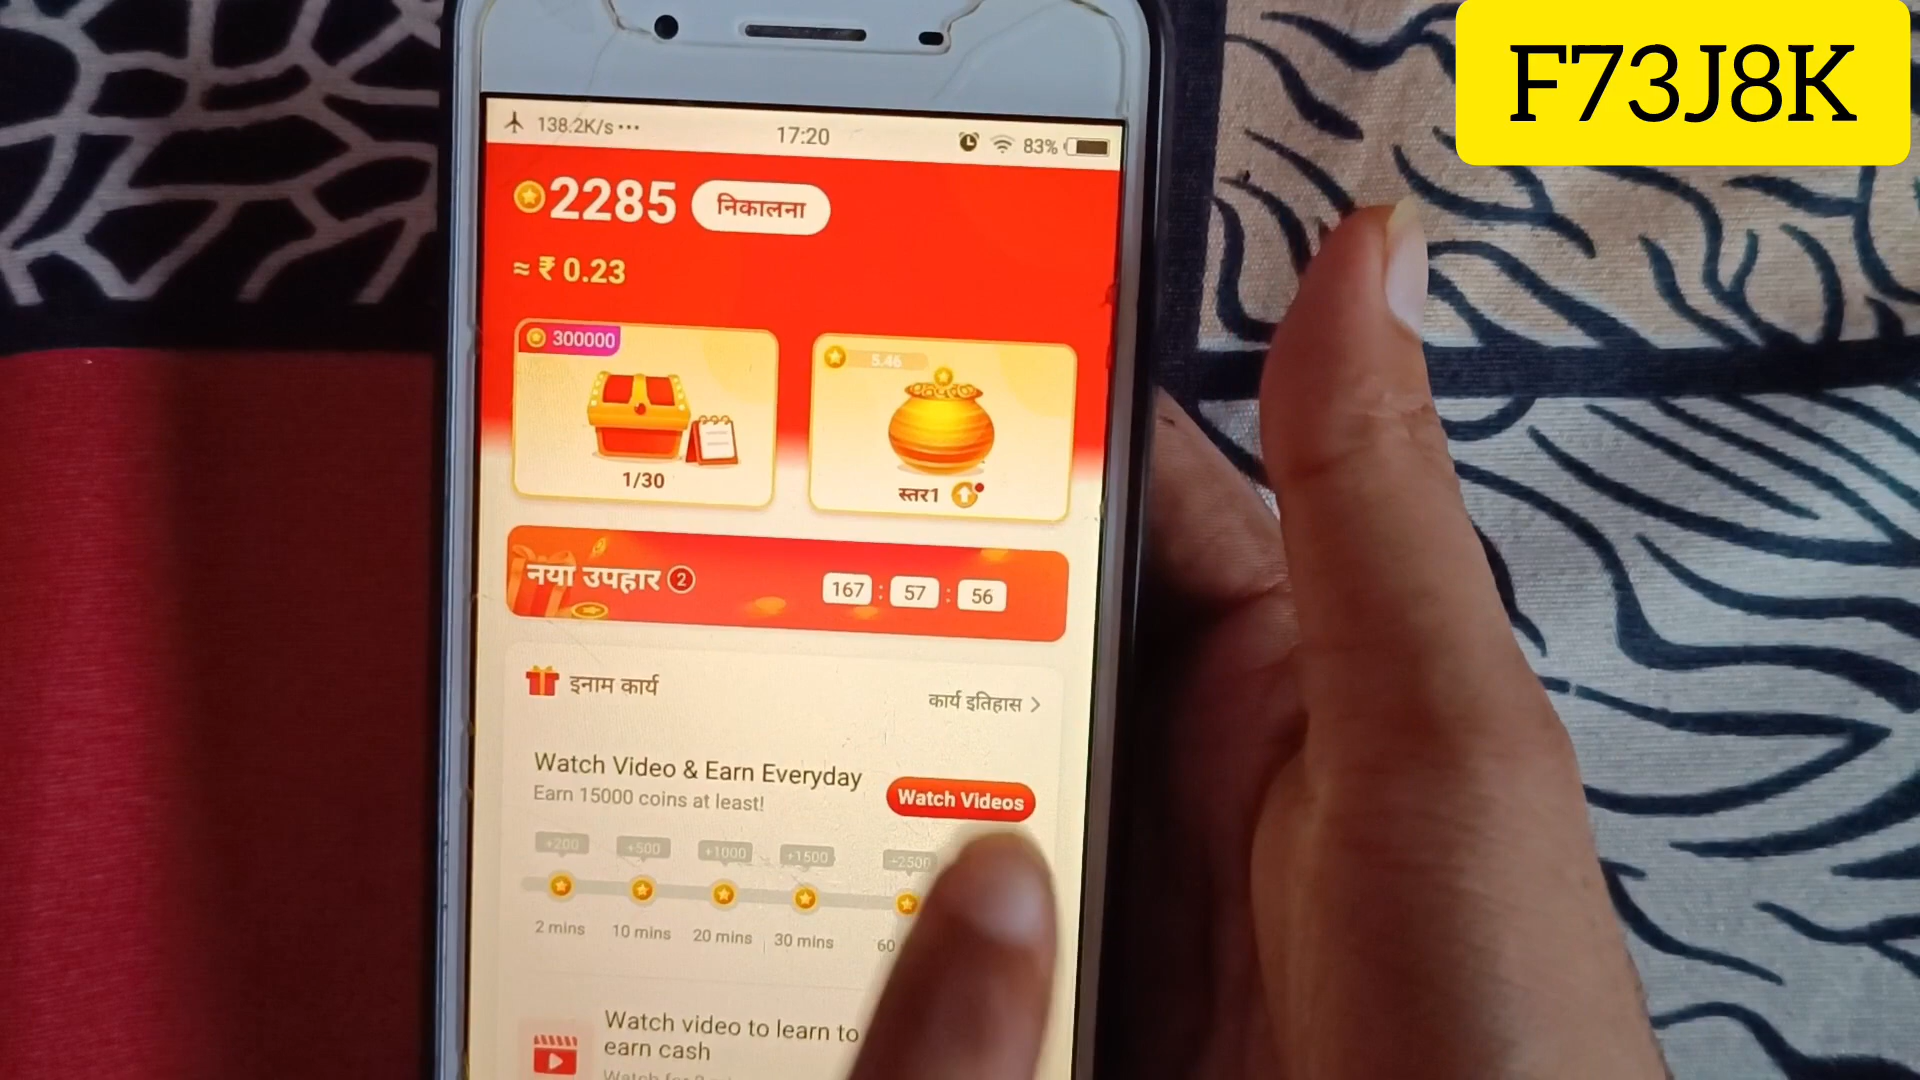 F73J8K
138.2K/s ...
17:20
83%
2285
निकालना
≈ ₹ 0.23
300000
1/30
5.46
स्तर1
नया उपहार 2
167 : 57 : 56
इनाम कार्य
कार्य इतिहास >
Watch Video & Earn Everyday
Earn 15000 coins at least!
Watch Videos
+200 +500 +1000 +1500 +2500
2 mins 10 mins 20 mins 30 mins 60
Watch video to learn to
earn cash